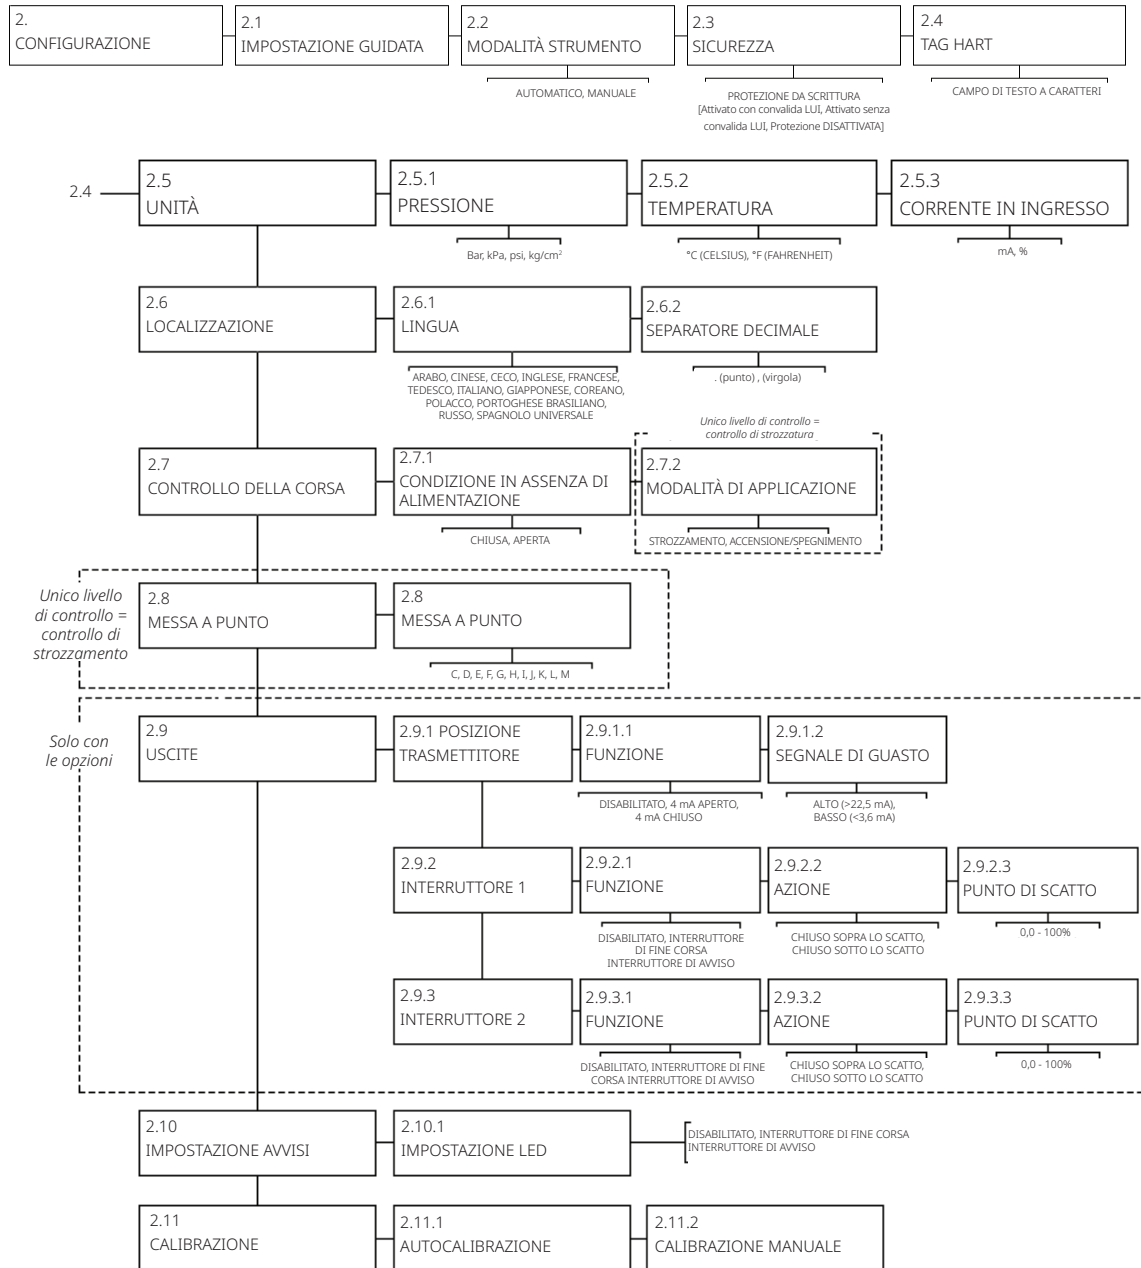 2.
CONFIGURAZIONE
2.1
IMPOSTAZIONE GUIDATA
2.2
MODALITÀ STRUMENTO
AUTOMATICO, MANUALE
2.3
SICUREZZA
PROTEZIONE DA SCRITTURA
[Attivato con convalida LUI, Attivato senza
convalida LUI, Protezione DISATTIVATA]
2.4
TAG HART
CAMPO DI TESTO A CARATTERI
2.4
2.5
UNITÀ
2.5.1
PRESSIONE
Bar, kPa, psi, kg/cm²
2.5.2
TEMPERATURA
°C (CELSIUS), °F (FAHRENHEIT)
2.5.3
CORRENTE IN INGRESSO
mA, %
2.6
LOCALIZZAZIONE
2.6.1
LINGUA
ARABO, CINESE, CECO, INGLESE, FRANCESE,
TEDESCO, ITALIANO, GIAPPONESE, COREANO,
POLACCO, PORTOGHESE BRASILIANO,
RUSSO, SPAGNOLO UNIVERSALE
2.6.2
SEPARATORE DECIMALE
. (punto) , (virgola)
2.7
CONTROLLO DELLA CORSA
2.7.1
CONDIZIONE IN ASSENZA DI
ALIMENTAZIONE
CHIUSA, APERTA
Unico livello di controllo =
controllo di strozzatura
2.7.2
MODALITÀ DI APPLICAZIONE
STROZZAMENTO, ACCENSIONE/SPEGNIMENTO
Unico livello
di controllo =
controllo di
strozzamento
2.8
MESSA A PUNTO
2.8
MESSA A PUNTO
C, D, E, F, G, H, I, J, K, L, M
Solo con
le opzioni
2.9
USCITE
2.9.1 POSIZIONE
TRASMETTITORE
2.9.1.1
FUNZIONE
DISABILITATO, 4 mA APERTO,
4 mA CHIUSO
2.9.1.2
SEGNALE DI GUASTO
ALTO (>22,5 mA),
BASSO (<3,6 mA)
2.9.2
INTERRUTTORE 1
2.9.2.1
FUNZIONE
DISABILITATO, INTERRUTTORE
DI FINE CORSA
INTERRUTTORE DI AVVISO
2.9.2.2
AZIONE
CHIUSO SOPRA LO SCATTO,
CHIUSO SOTTO LO SCATTO
2.9.2.3
PUNTO DI SCATTO
0,0 - 100%
2.9.3
INTERRUTTORE 2
2.9.3.1
FUNZIONE
DISABILITATO, INTERRUTTORE DI FINE
CORSA INTERRUTTORE DI AVVISO
2.9.3.2
AZIONE
CHIUSO SOPRA LO SCATTO,
CHIUSO SOTTO LO SCATTO
2.9.3.3
PUNTO DI SCATTO
0,0 - 100%
2.10
IMPOSTAZIONE AVVISI
2.10.1
IMPOSTAZIONE LED
DISABILITATO, INTERRUTTORE DI FINE CORSA
INTERRUTTORE DI AVVISO
2.11
CALIBRAZIONE
2.11.1
AUTOCALIBRAZIONE
2.11.2
CALIBRAZIONE MANUALE